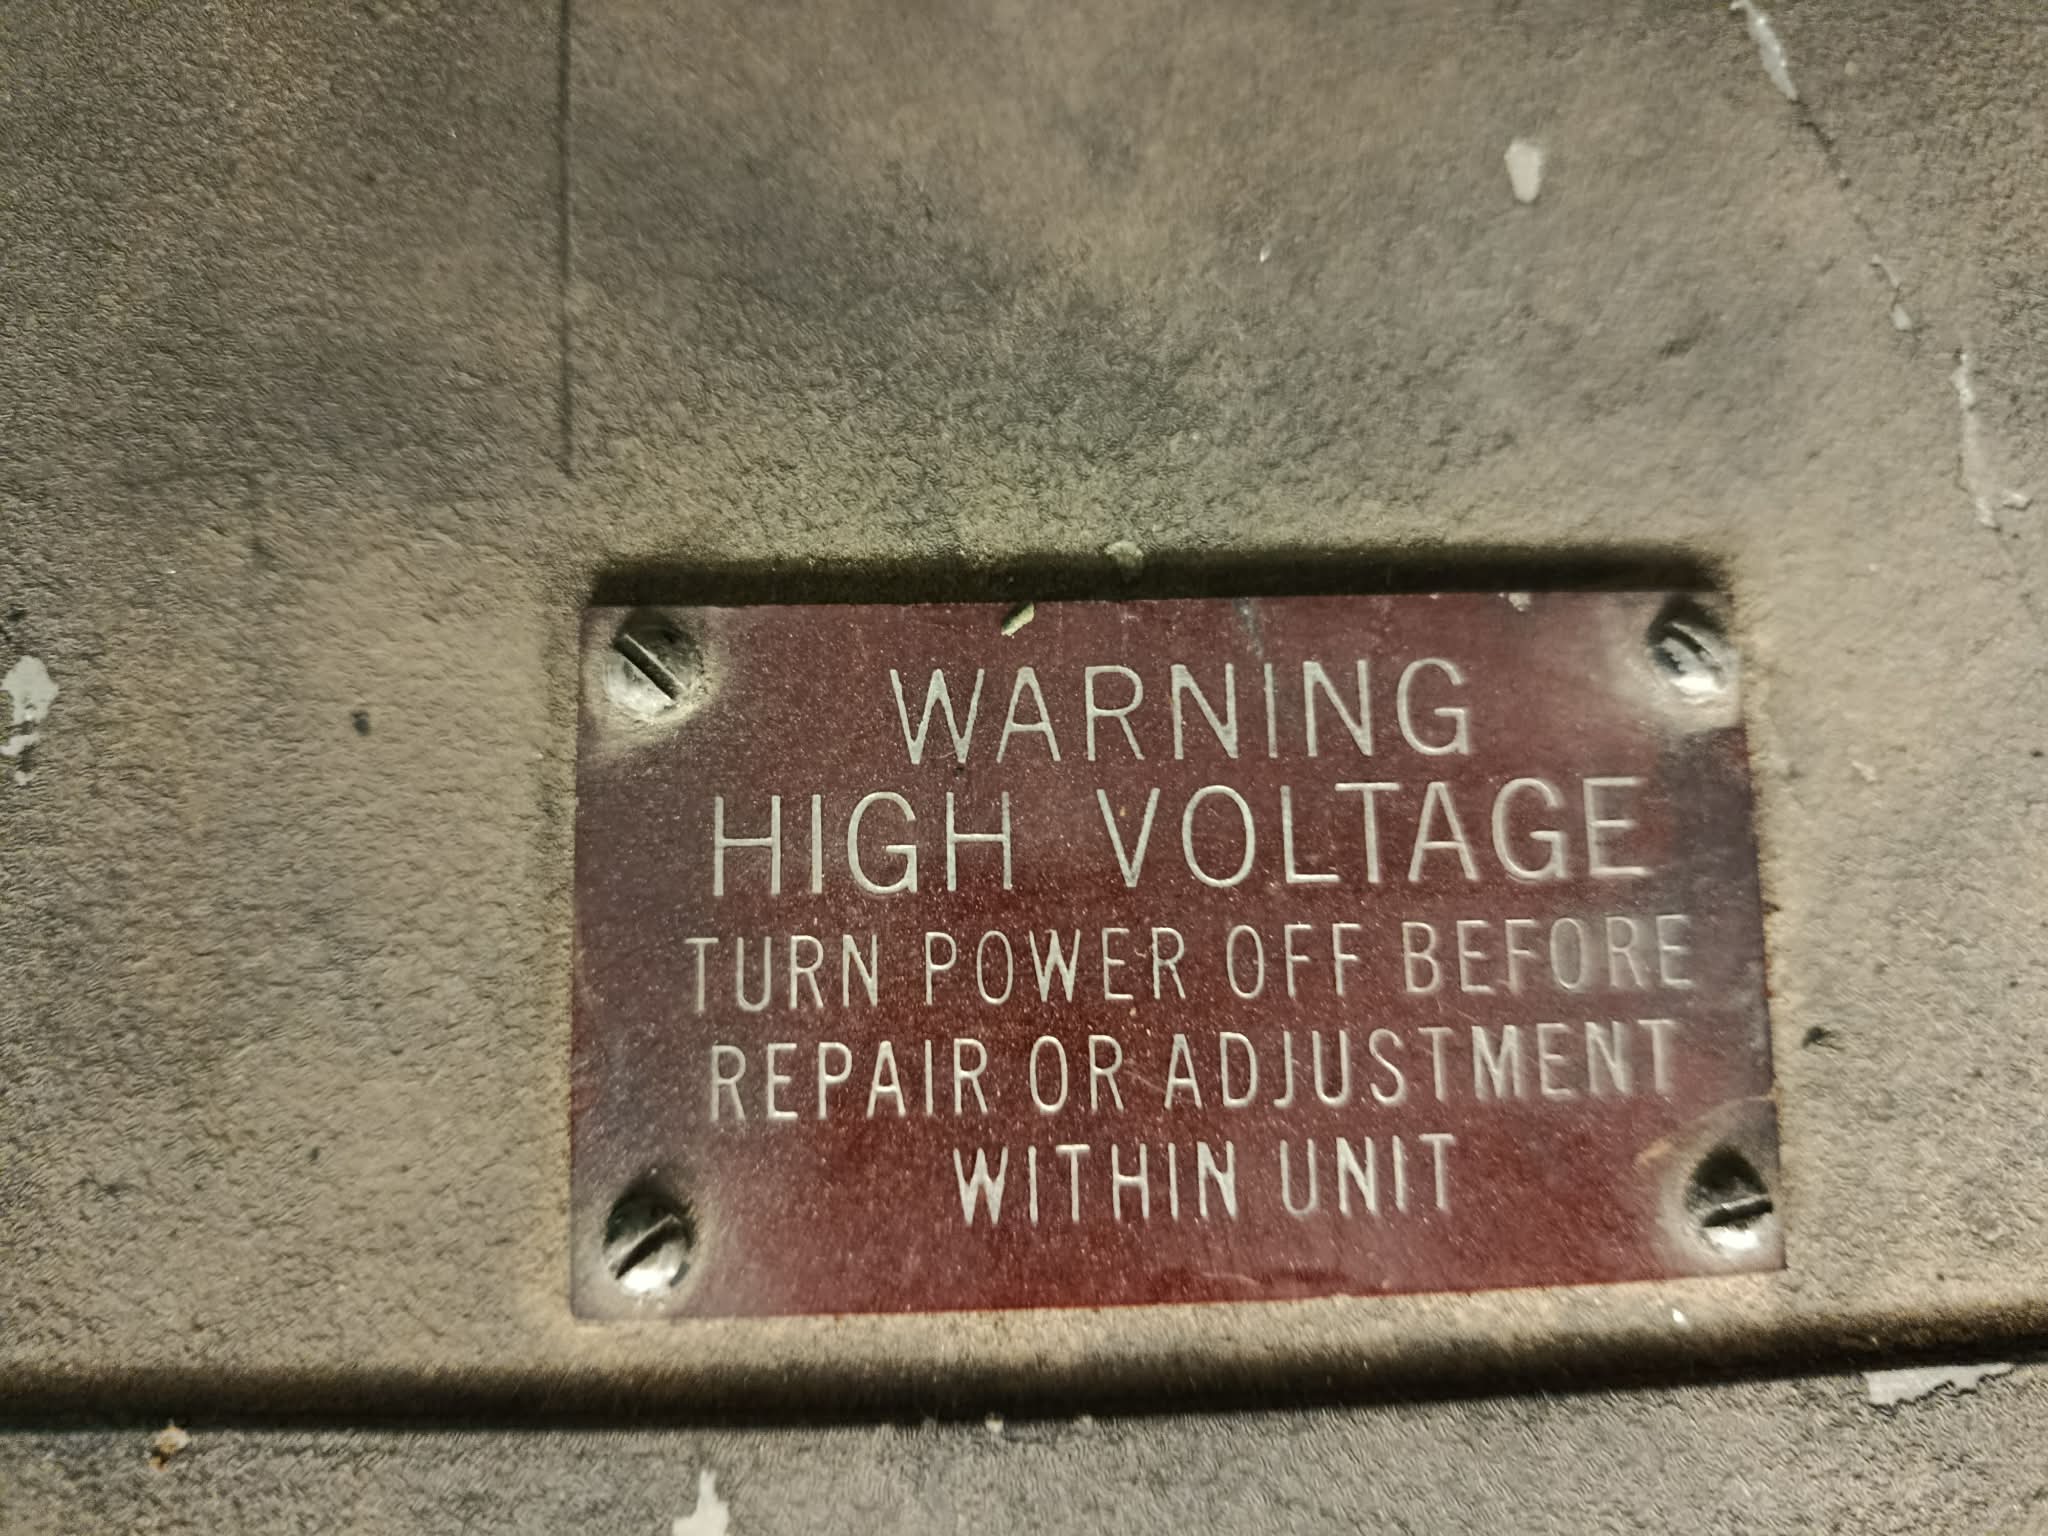 WARNING
HIGH VOLTAGE
TURN POWER OFF BEFORE
REPAIR OR ADJUSTMENT
WITHIN UNIT